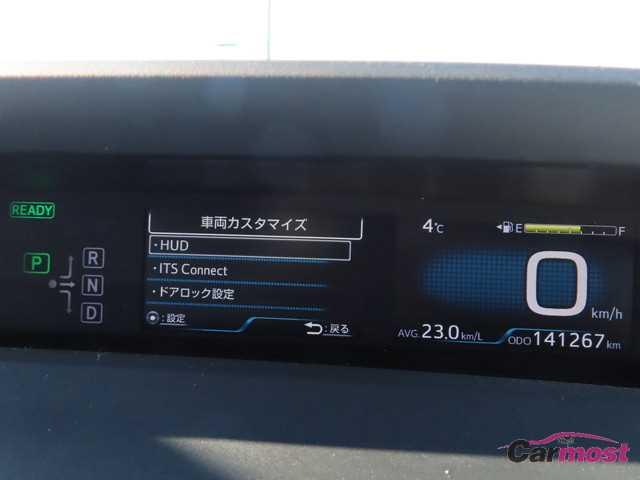 READY
P
R
N
D
車両カスタマイズ
・HUD
・ITS Connect
・ドアロック設定
:設定
:戻る
4℃
E F
0 km/h
AVG. 23.0 km/L
ODO 141267 km
Carmost